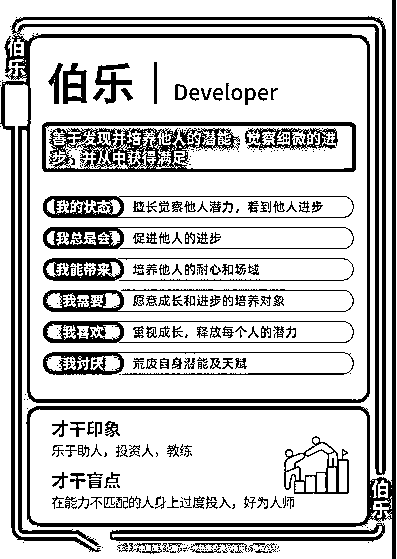 伯乐
伯乐 | Developer
善于发现并培养他人的潜能，觉察细微的进
步，并从中获得满足
我的状态 擅长觉察他人潜力，看到他人进步
我总是会 促进他人的进步
我能带来 培养他人的耐心和场域
我需要 愿意成长和进步的培养对象
我喜欢 重视成长，释放每个人的潜力
我讨厌 荒废自身潜能及天赋
才干印象
乐于助人，投资人，教练
才干盲点
在能力不匹配的人身上过度投入，好为人师
伯乐